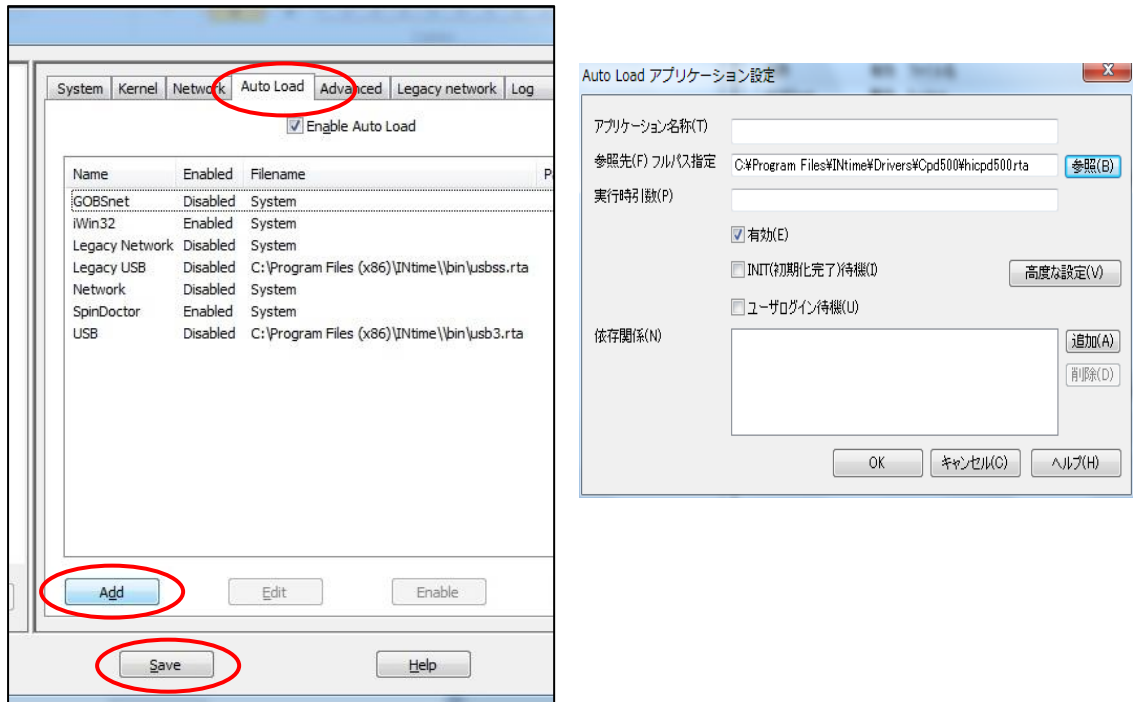 System Kernel Network Auto Load Advanced Legacy network Log
Enable Auto Load
Name Enabled Filename
GOBSnet Disabled System
iWin32 Enabled System
Legacy Network Disabled System
Legacy USB Disabled C:\Program Files (x86)\INtime\\bin\usbss.rta
Network Disabled System
SpinDoctor Enabled System
USB Disabled C:\Program Files (x86)\INtime\\bin\usb3.rta
Add Edit Enable
Save Help
Auto Load アプリケーション設定
アプリケーション名称(T)
参照先(F) フルパス指定 C:¥Program Files¥INtime¥Drivers¥Cpd500¥hicpd500.rta 参照(B)
実行時引数(P)
有効(E)
INIT(初期化完了)待機(I) 高度な設定(V)
ユーザログイン待機(U)
依存関係(N) 追加(A)
削除(D)
OK キャンセル(C) ヘルプ(H)